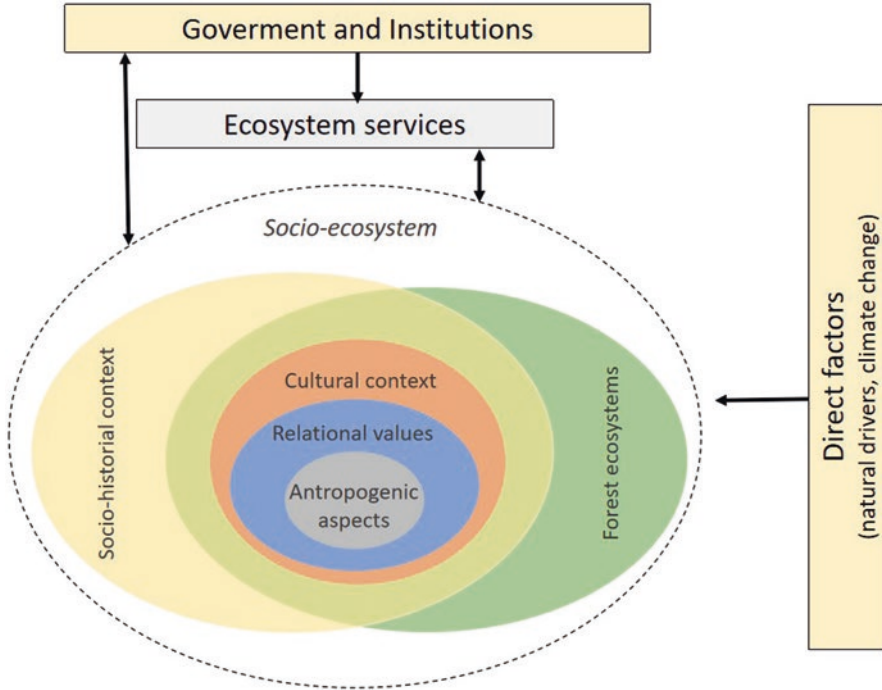 Goverment and Institutions
Ecosystem services
Socio-ecosystem
Socio-historial context
Cultural context
Relational values
Antropogenic
aspects
Forest ecosystems
Direct factors
(natural drivers, climate change)